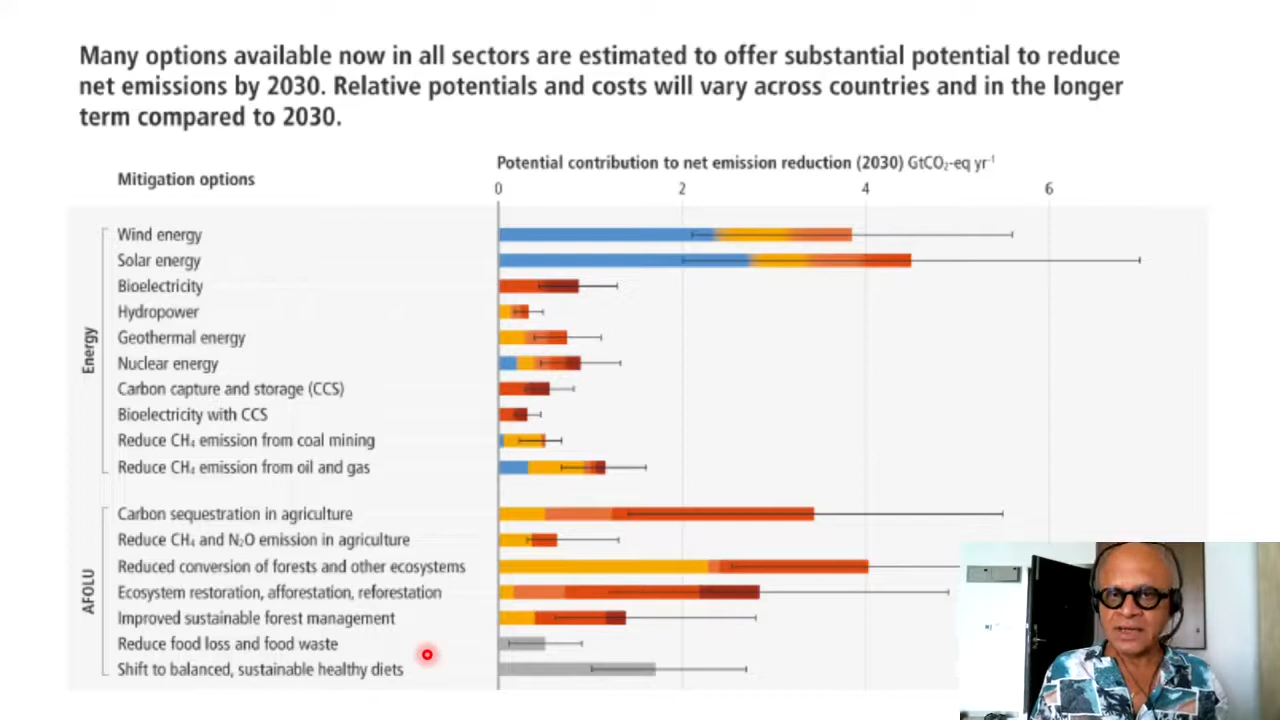 Many options available now in all sectors are estimated to offer substantial potential to reduce
net emissions by 2030. Relative potentials and costs will vary across countries and in the longer
term compared to 2030.
Potential contribution to net emission reduction (2030) GtCO₂-eq yr⁻¹
Mitigation options
0 2 4 6
Energy
Wind energy
Solar energy
Bioelectricity
Hydropower
Geothermal energy
Nuclear energy
Carbon capture and storage (CCS)
Bioelectricity with CCS
Reduce CH₄ emission from coal mining
Reduce CH₄ emission from oil and gas
AFOLU
Carbon sequestration in agriculture
Reduce CH₄ and N₂O emission in agriculture
Reduced conversion of forests and other ecosystems
Ecosystem restoration, afforestation, reforestation
Improved sustainable forest management
Reduce food loss and food waste
Shift to balanced, sustainable healthy diets